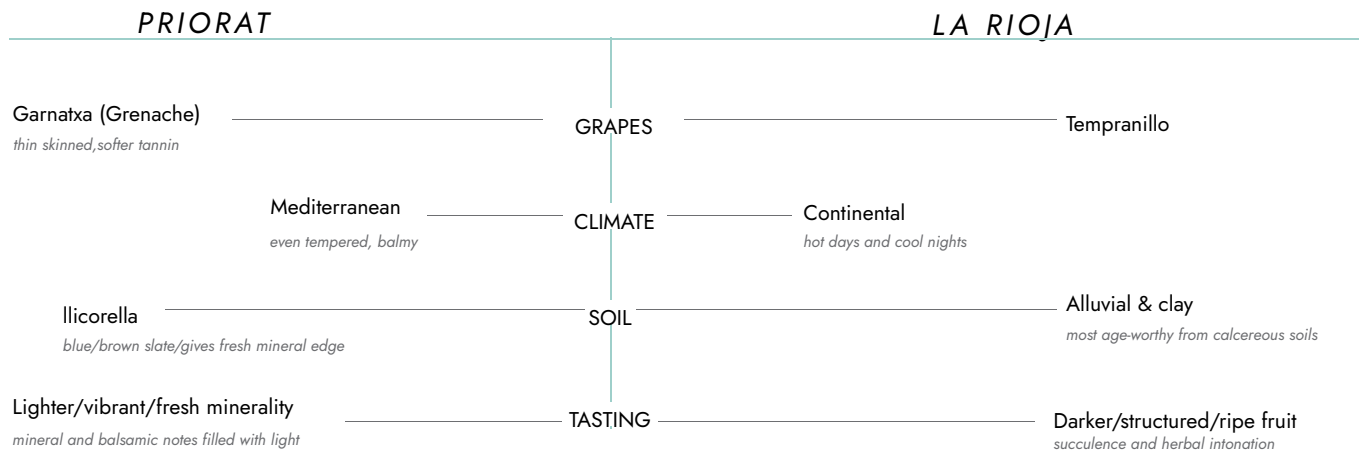 PRIORAT
LA RIOJA
Garnatxa (Grenache)
thin skinned,softer tannin
GRAPES
Tempranillo
Mediterranean
even tempered, balmy
CLIMATE
Continental
hot days and cool nights
llicorella
blue/brown slate/gives fresh mineral edge
SOIL
Alluvial & clay
most age-worthy from calcereous soils
Lighter/vibrant/fresh minerality
mineral and balsamic notes filled with light
TASTING
Darker/structured/ripe fruit
succulence and herbal intonation